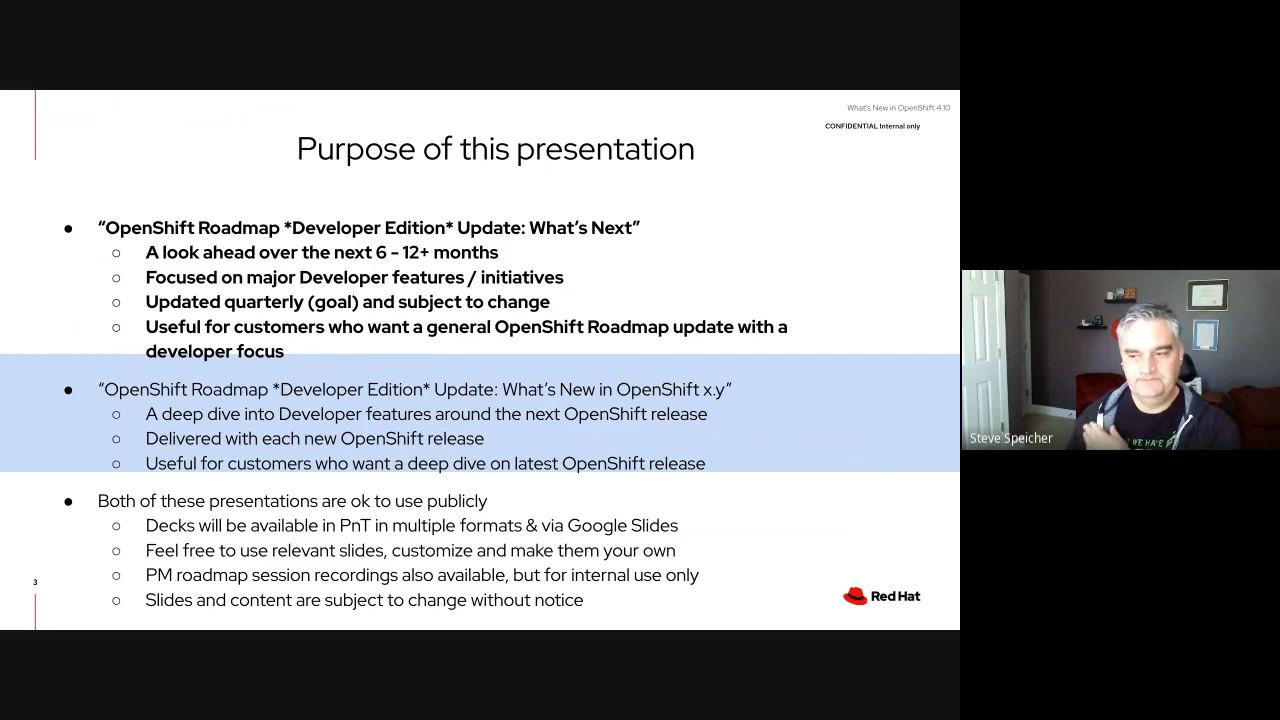 What's New in OpenShift 4.10
CONFIDENTIAL Internal only
Purpose of this presentation
● “OpenShift Roadmap *Developer Edition* Update: What’s Next”
○ A look ahead over the next 6 - 12+ months
○ Focused on major Developer features / initiatives
○ Updated quarterly (goal) and subject to change
○ Useful for customers who want a general OpenShift Roadmap update with a
developer focus
● “OpenShift Roadmap *Developer Edition* Update: What’s New in OpenShift x.y”
○ A deep dive into Developer features around the next OpenShift release
○ Delivered with each new OpenShift release
○ Useful for customers who want a deep dive on latest OpenShift release
● Both of these presentations are ok to use publicly
○ Decks will be available in PnT in multiple formats & via Google Slides
○ Feel free to use relevant slides, customize and make them your own
○ PM roadmap session recordings also available, but for internal use only
○ Slides and content are subject to change without notice
3
Red Hat
Steve Speicher
WE HAVE